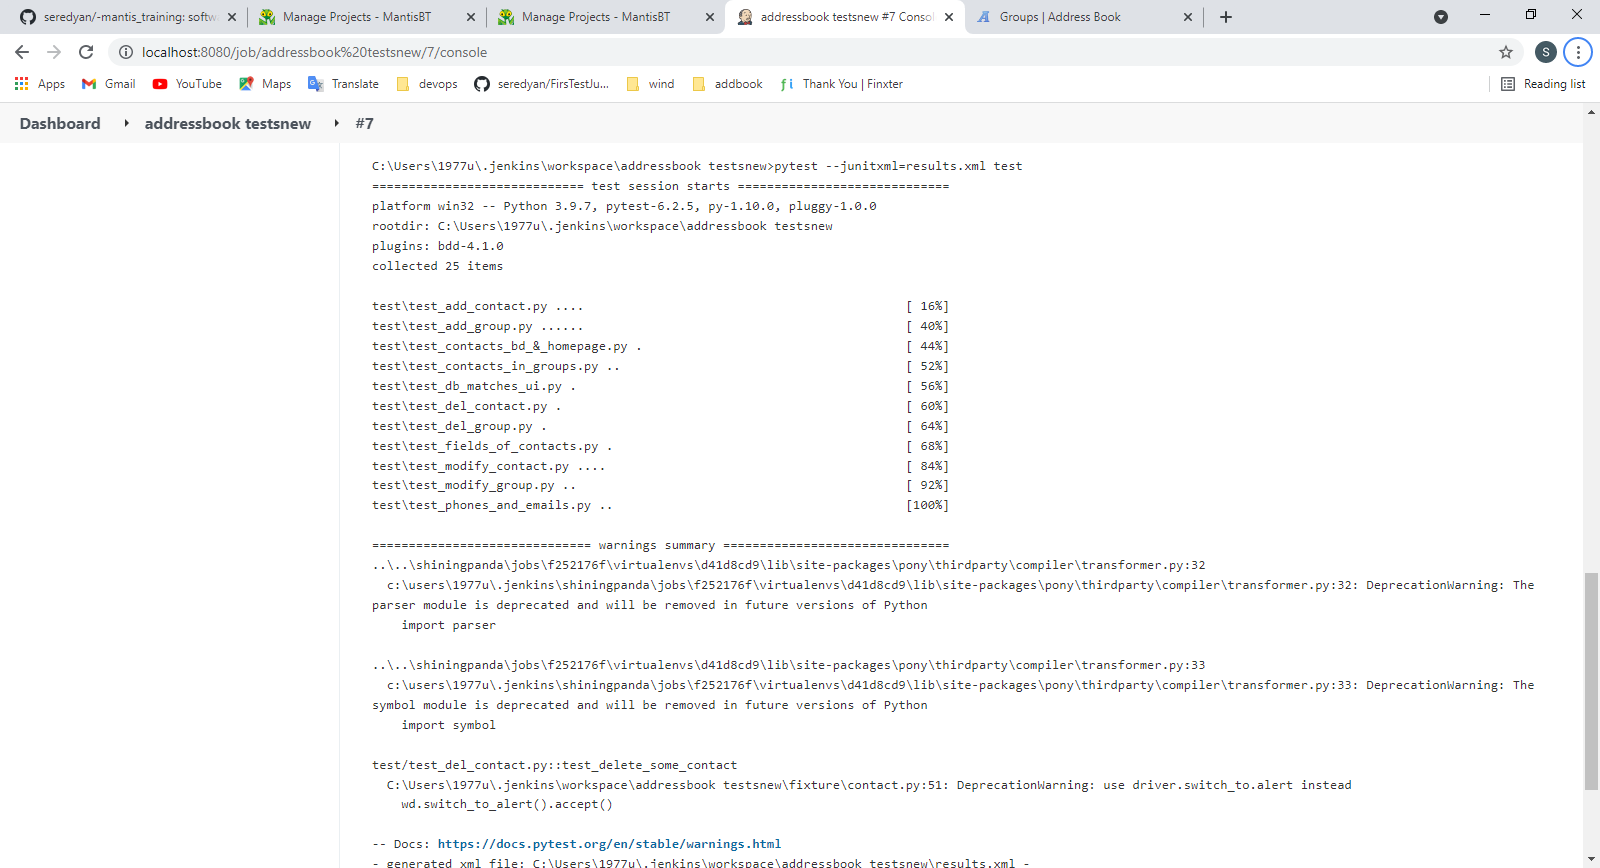 seredyan/-mantis_training: softwa
Manage Projects - MantisBT
Manage Projects - MantisBT
addressbook testsnew #7 Conso
Groups | Address Book
localhost:8080/job/addressbook%20testsnew/7/console
S
Apps
Gmail
YouTube
Maps
Translate
devops
seredyan/FirsTestJu...
wind
addbook
fi Thank You | Finxter
Reading list
Dashboard
addressbook testsnew
#7
C:\Users\1977u\.jenkins\workspace\addressbook testsnew>pytest --junitxml=results.xml test
============================= test session starts =============================
platform win32 -- Python 3.9.7, pytest-6.2.5, py-1.10.0, pluggy-1.0.0
rootdir: C:\Users\1977u\.jenkins\workspace\addressbook testsnew
plugins: bdd-4.1.0
collected 25 items
test\test_add_contact.py .... [ 16%]
test\test_add_group.py ...... [ 40%]
test\test_contacts_bd_&_homepage.py . [ 44%]
test\test_contacts_in_groups.py .. [ 52%]
test\test_db_matches_ui.py . [ 56%]
test\test_del_contact.py . [ 60%]
test\test_del_group.py . [ 64%]
test\test_fields_of_contacts.py . [ 68%]
test\test_modify_contact.py .... [ 84%]
test\test_modify_group.py .. [ 92%]
test\test_phones_and_emails.py .. [100%]
============================== warnings summary ===============================
..\..\shiningpanda\jobs\f252176f\virtualenvs\d41d8cd9\lib\site-packages\pony\thirdparty\compiler\transformer.py:32
c:\users\1977u\.jenkins\shiningpanda\jobs\f252176f\virtualenvs\d41d8cd9\lib\site-packages\pony\thirdparty\compiler\transformer.py:32: DeprecationWarning: The
parser module is deprecated and will be removed in future versions of Python
import parser
..\..\shiningpanda\jobs\f252176f\virtualenvs\d41d8cd9\lib\site-packages\pony\thirdparty\compiler\transformer.py:33
c:\users\1977u\.jenkins\shiningpanda\jobs\f252176f\virtualenvs\d41d8cd9\lib\site-packages\pony\thirdparty\compiler\transformer.py:33: DeprecationWarning: The
symbol module is deprecated and will be removed in future versions of Python
import symbol
test/test_del_contact.py::test_delete_some_contact
C:\Users\1977u\.jenkins\workspace\addressbook testsnew\fixture\contact.py:51: DeprecationWarning: use driver.switch_to.alert instead
wd.switch_to_alert().accept()
-- Docs: https://docs.pytest.org/en/stable/warnings.html
- generated xml file: C:\Users\1977u\.jenkins\workspace\addressbook testsnew\results.xml -